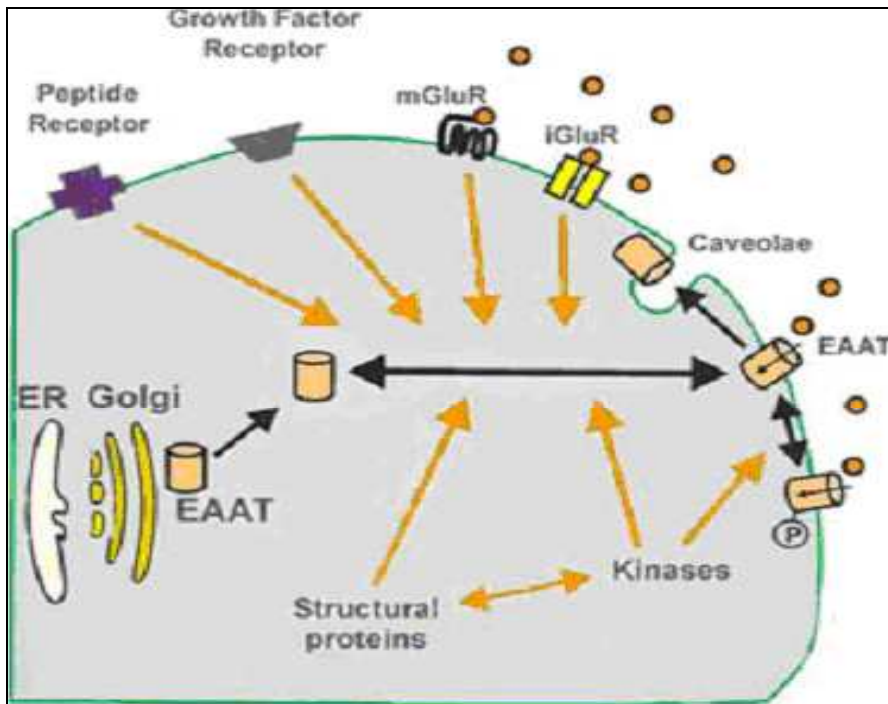 Growth Factor
Receptor
Peptide
Receptor
mGluR
iGluR
Caveolae
EAAT
ER Golgi
EAAT
P
Kinases
Structural
proteins